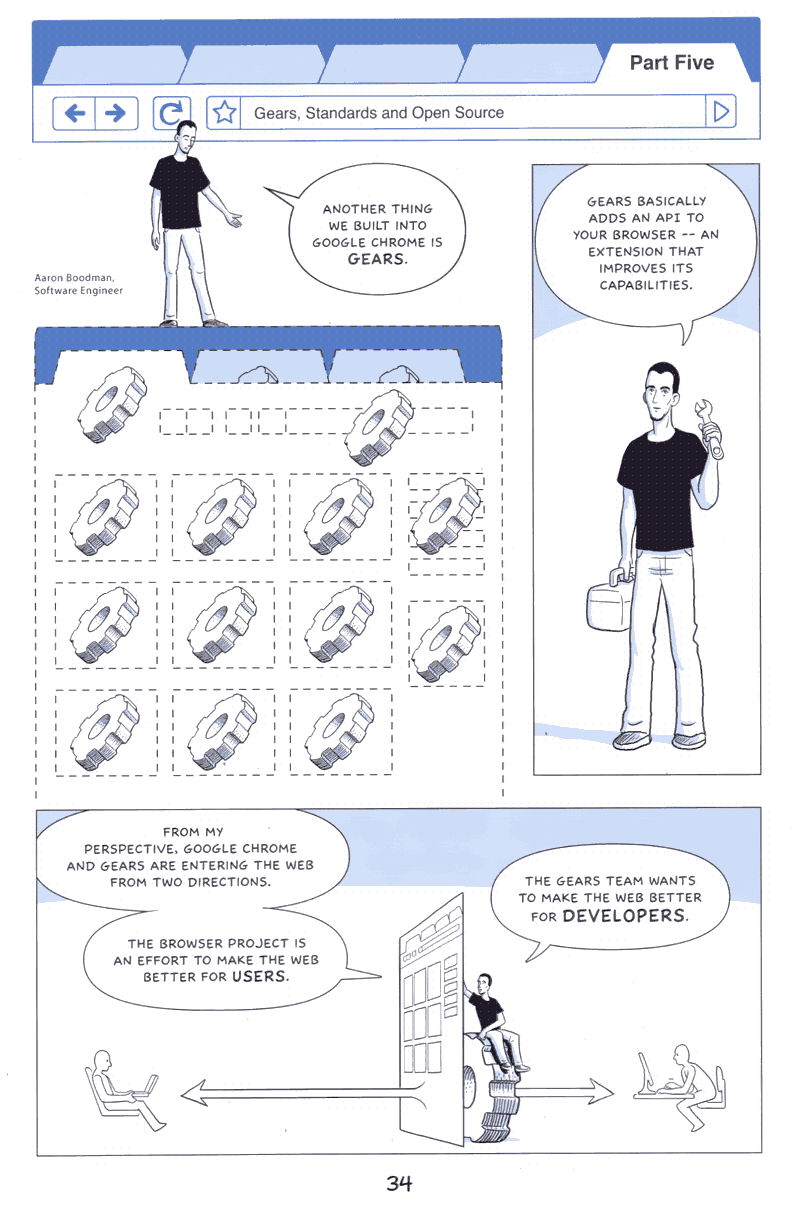 Part Five
Gears, Standards and Open Source
ANOTHER THING
WE BUILT INTO
GOOGLE CHROME IS
GEARS.
Aaron Boodman,
Software Engineer
GEARS BASICALLY
ADDS AN API TO
YOUR BROWSER -- AN
EXTENSION THAT
IMPROVES ITS
CAPABILITIES.
FROM MY
PERSPECTIVE, GOOGLE CHROME
AND GEARS ARE ENTERING THE WEB
FROM TWO DIRECTIONS.
THE BROWSER PROJECT IS
AN EFFORT TO MAKE THE WEB
BETTER FOR USERS.
THE GEARS TEAM WANTS
TO MAKE THE WEB BETTER
FOR DEVELOPERS.
34